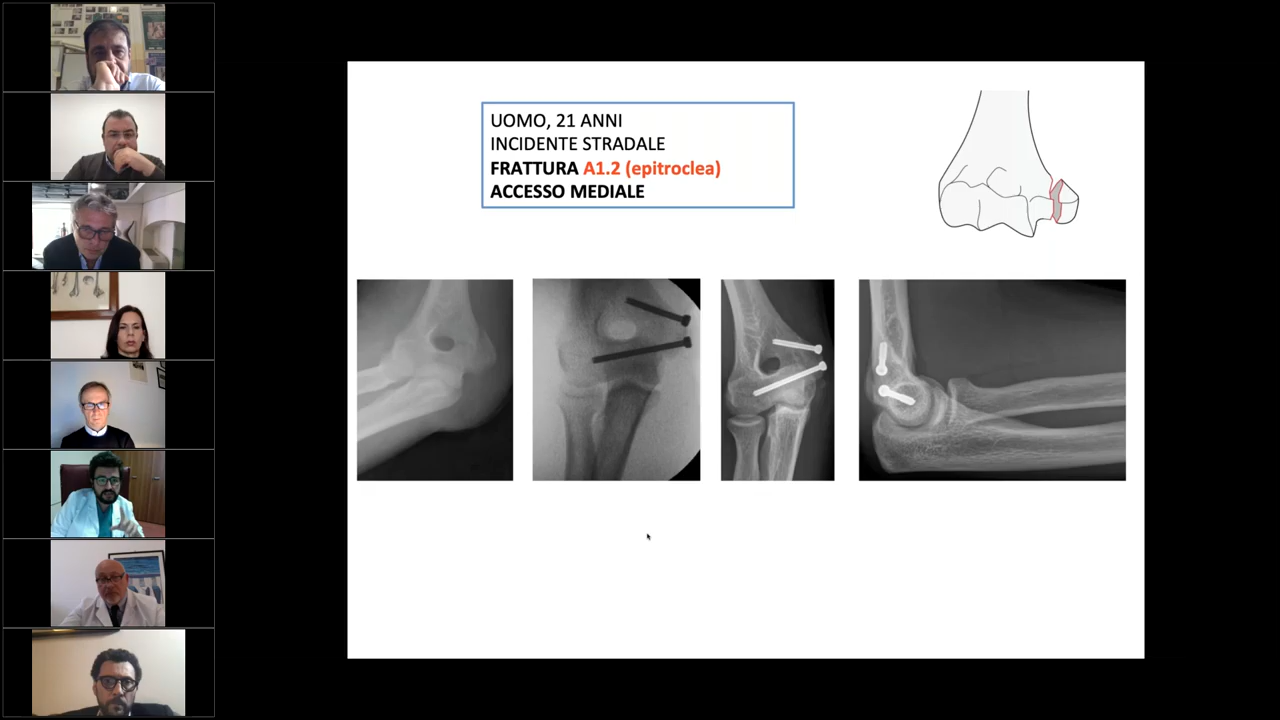 UOMO, 21 ANNI
INCIDENTE STRADALE
FRATTURA A1.2 (epitroclea)
ACCESSO MEDIALE